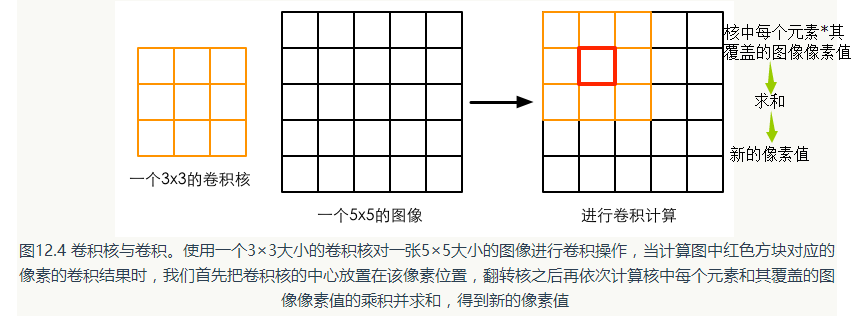 核中每个元素*其
覆盖的图像像素值
求和
新的像素值
一个3x3的卷积核
一个5x5的图像
进行卷积计算
图12.4 卷积核与卷积。使用一个3×3大小的卷积核对一张5×5大小的图像进行卷积操作，当计算图中红色方块对应的
像素的卷积结果时，我们首先把卷积核的中心放置在该像素位置，翻转核之后再依次计算核中每个元素和其覆盖的图
像像素值的乘积并求和，得到新的像素值